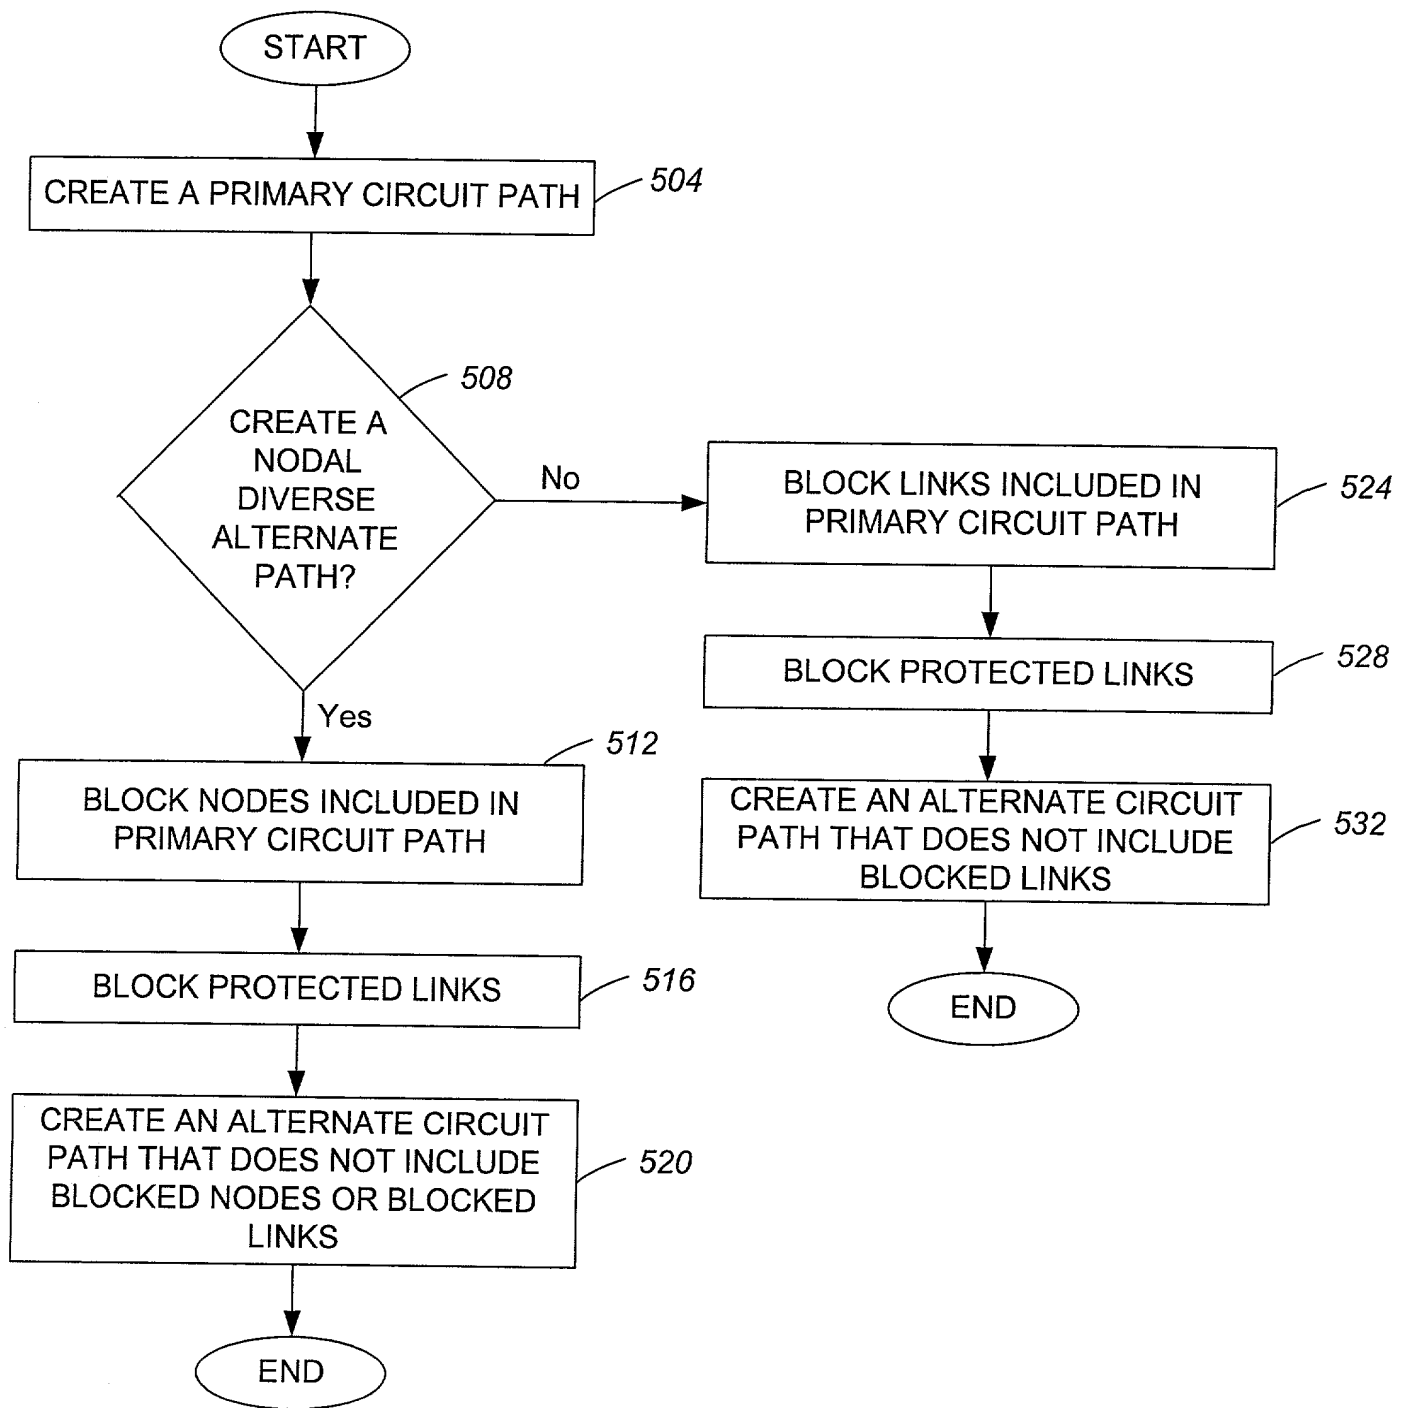 START
CREATE A PRIMARY CIRCUIT PATH
504
508
CREATE A
NODAL
DIVERSE
ALTERNATE
PATH?
No
Yes
BLOCK LINKS INCLUDED IN
PRIMARY CIRCUIT PATH
524
BLOCK PROTECTED LINKS
528
CREATE AN ALTERNATE CIRCUIT
PATH THAT DOES NOT INCLUDE
BLOCKED LINKS
532
END
512
BLOCK NODES INCLUDED IN
PRIMARY CIRCUIT PATH
BLOCK PROTECTED LINKS
516
CREATE AN ALTERNATE CIRCUIT
PATH THAT DOES NOT INCLUDE
BLOCKED NODES OR BLOCKED
LINKS
520
END